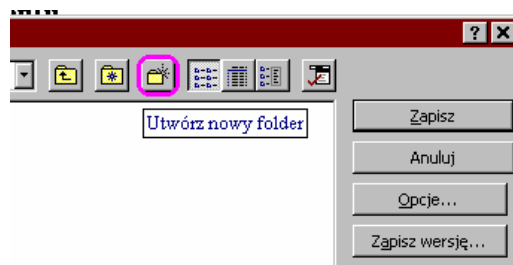 Utwórz nowy folder
Zapisz
Anuluj
Opcje...
Zapisz wersję...